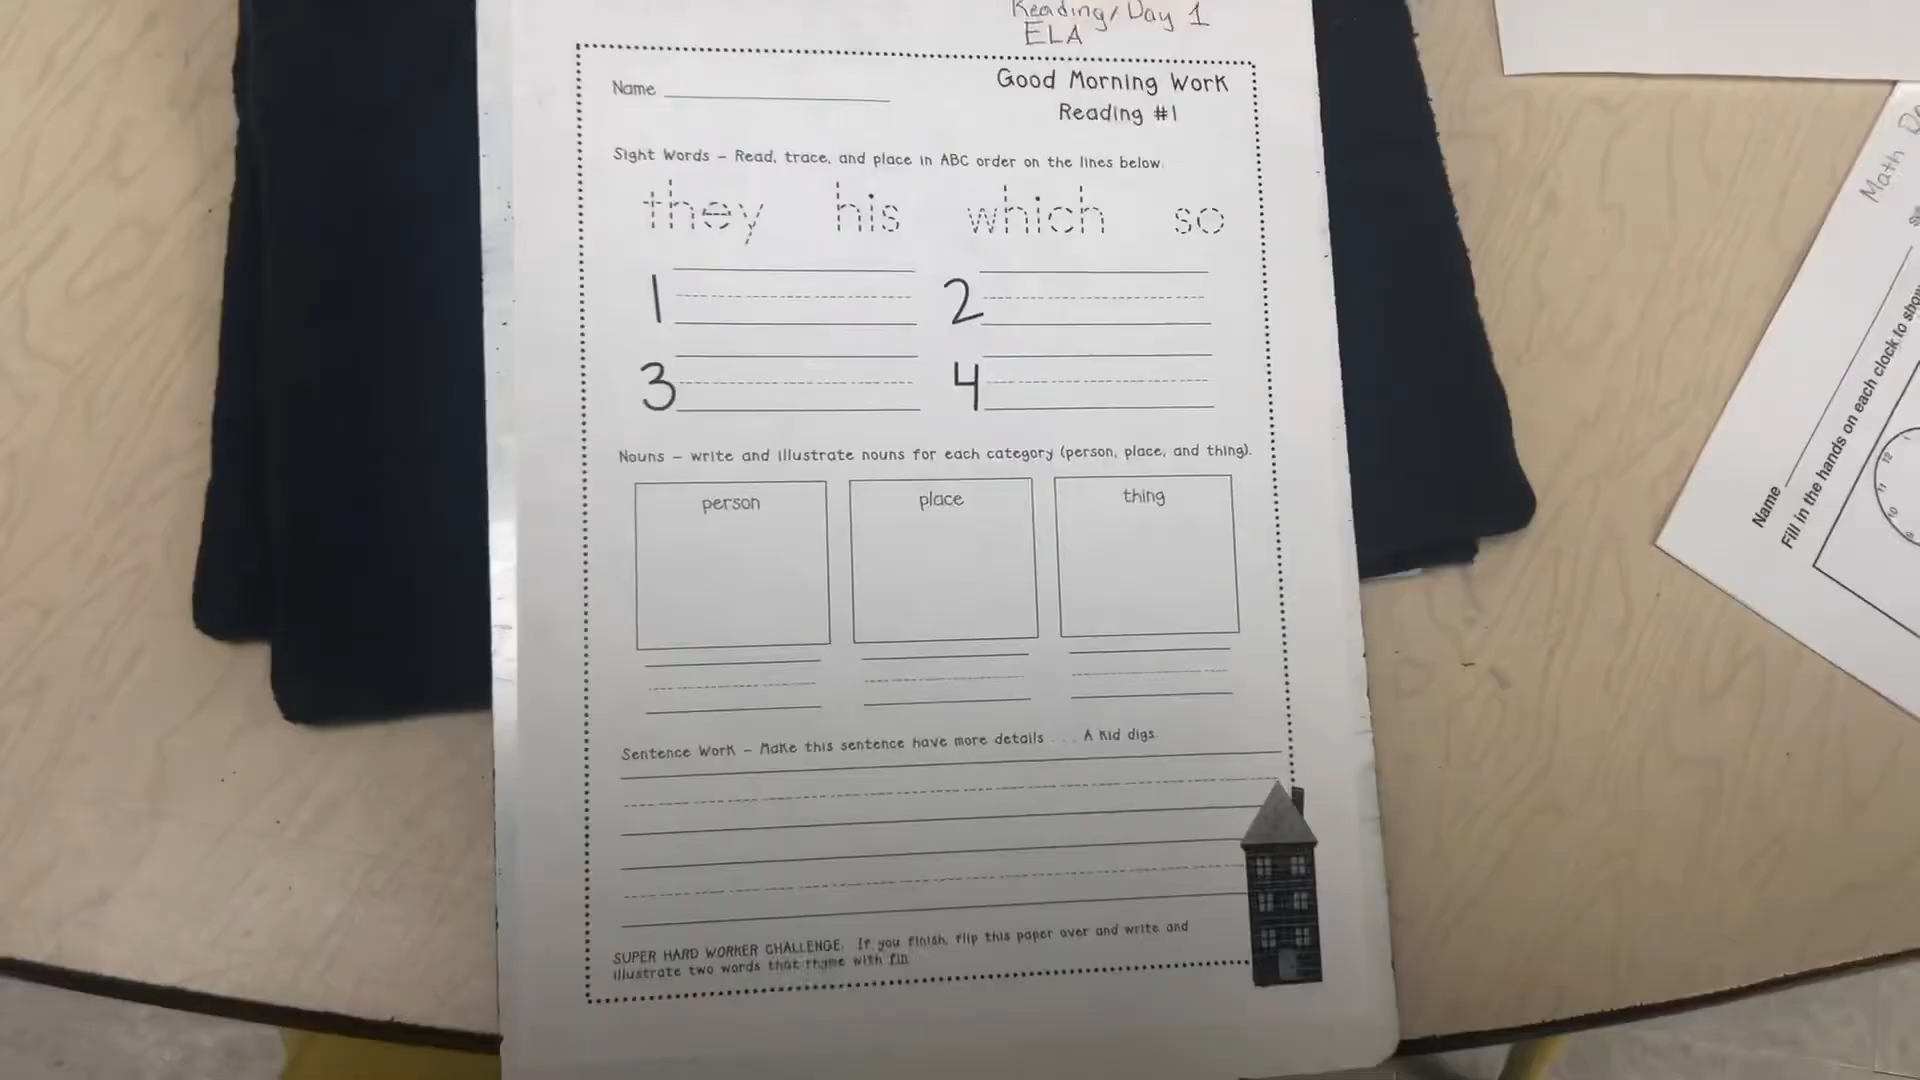 Reading/Day 1
ELA
Name
Good Morning Work
Reading #1
Sight Words - Read, trace, and place in ABC order on the lines below.
they his which so
1 2
3 4
Nouns - write and illustrate nouns for each category (person, place, and thing).
person place thing
Sentence Work - Make this sentence have more details . . . A kid digs.
SUPER HARD WORKER CHALLENGE: If you finish, flip this paper over and write and
illustrate two words that rhyme with fin.
Math
Name
Fill in the hands on each clock to
12
11
10
9